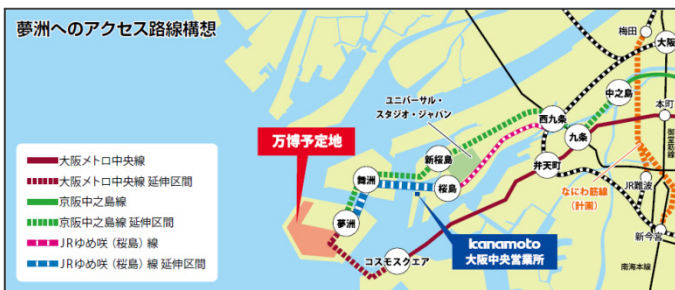 夢洲へのアクセス路線構想
梅田
大阪
中之島
ユニバーサル・
スタジオ・ジャパン
西九条
本町
九条
御堂筋線
万博予定地
新桜島
弁天町
舞洲
桜島
なにわ筋線
(計画)
JR難波
夢洲
kanamoto
大阪中央営業所
新今宮
コスモスクエア
南海本線
大阪メトロ中央線
大阪メトロ中央線 延伸区間
京阪中之島線
京阪中之島線 延伸区間
JRゆめ咲(桜島)線
JRゆめ咲(桜島)線 延伸区間